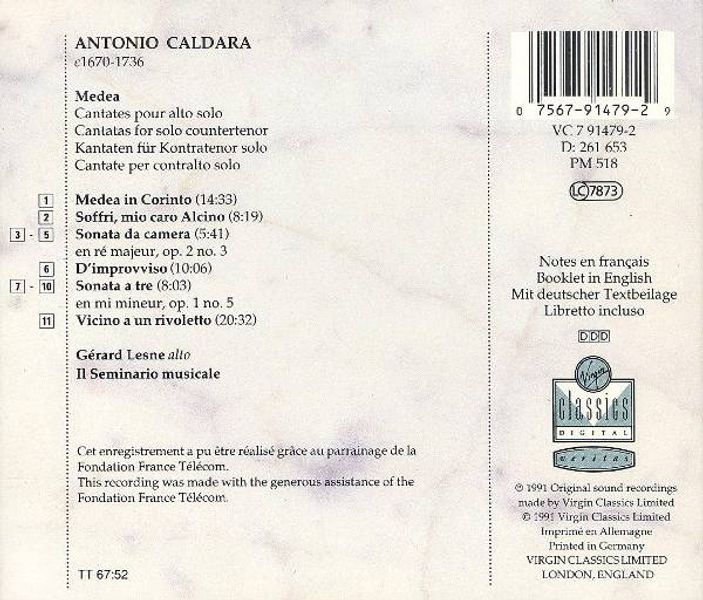 ANTONIO CALDARA
c1670-1736
Medea
Cantates pour alto solo
Cantatas for solo countertenor
Kantaten für Kontratenor solo
Cantate per contralto solo
1 Medea in Corinto (14:33)
2 Soffri, mio caro Alcino (8:19)
3 - 5 Sonata da camera (5:41)
en ré majeur, op. 2 no. 3
6 D'improvviso (10:06)
7 - 10 Sonata a tre (8:03)
en mi mineur, op. 1 no. 5
11 Vicino a un rivoletto (20:32)
Gérard Lesne alto
Il Seminario musicale
Cet enregistrement a pu être réalisé grâce au parrainage de la
Fondation France Télécom.
This recording was made with the generous assistance of the
Fondation France Télécom.
TT 67:52
0 7567-91479-2 9
VC 7 91479-2
D: 261 653
PM 518
LC 7873
Notes en français
Booklet in English
Mit deutscher Textbeilage
Libretto incluso
DDD
Virgin
classics
DIGITAL
veritas
℗ 1991 Original sound recordings
made by Virgin Classics Limited
© 1991 Virgin Classics Limited
Imprimé en Allemagne
Printed in Germany
VIRGIN CLASSICS LIMITED
LONDON, ENGLAND